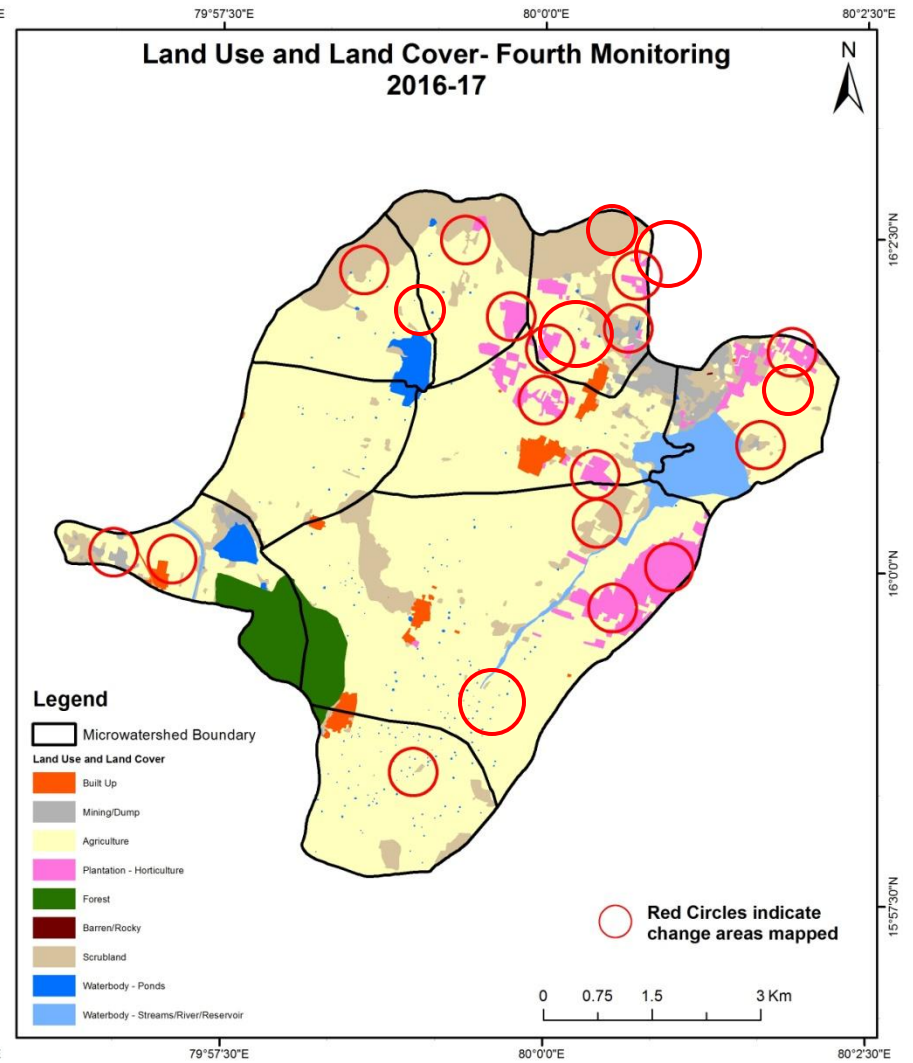 E
79°57'30"E
80°0'0"E
80°2'30"E
Land Use and Land Cover- Fourth Monitoring
2016-17
N
16°2'30"N
16°0'0"N
15°57'30"N
Legend
Microwatershed Boundary
Land Use and Land Cover
Built Up
Mining/Dump
Agriculture
Plantation - Horticulture
Forest
Barren/Rocky
Scrubland
Waterbody - Ponds
Waterbody - Streams/River/Reservoir
Red Circles indicate
change areas mapped
0 0.75 1.5 3 Km
E
79°57'30"E
80°0'0"E
80°2'30"E